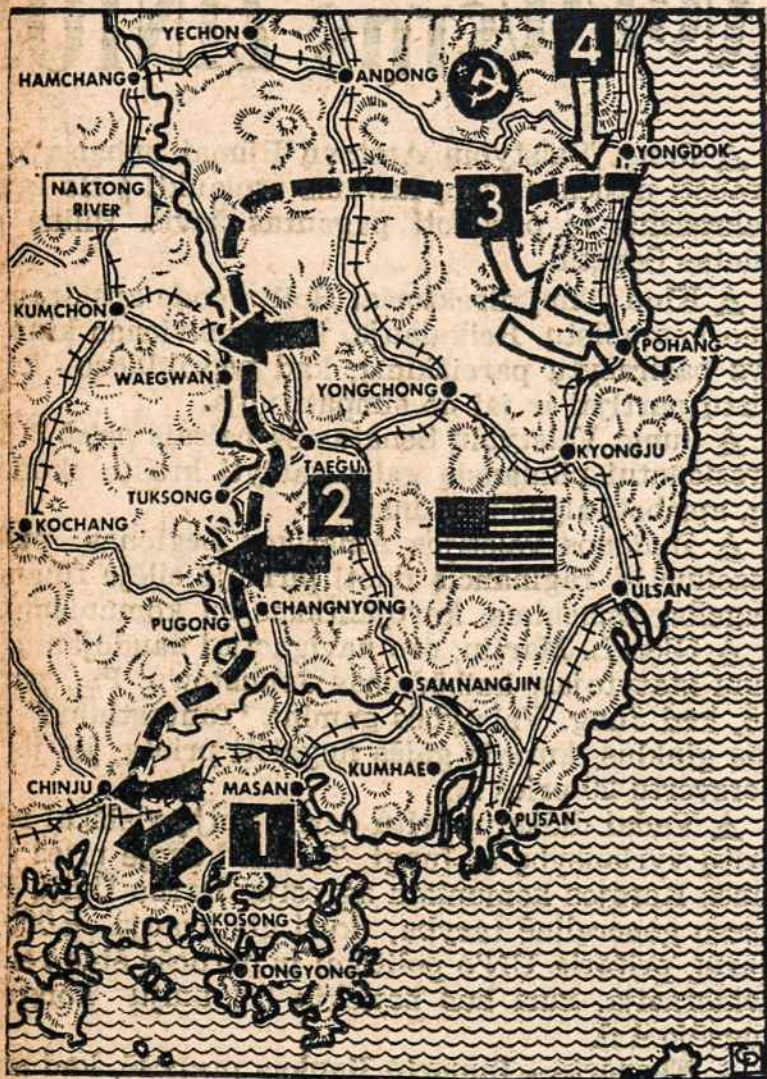 YECHON
4
HAMCHANG
ANDONG
YONGDOK
NAKTONG
RIVER
3
KUMCHON
POHANG
WAEGWAN
YONGCHONG
KYONGJU
TAEGU
TUKSONG
2
KOCHANG
ULSAN
CHANGNYONG
PUGONG
SAMNANGJIN
KUMHAE
CHINJU
MASAN
PUSAN
1
KOSONG
TONGYONG
CP